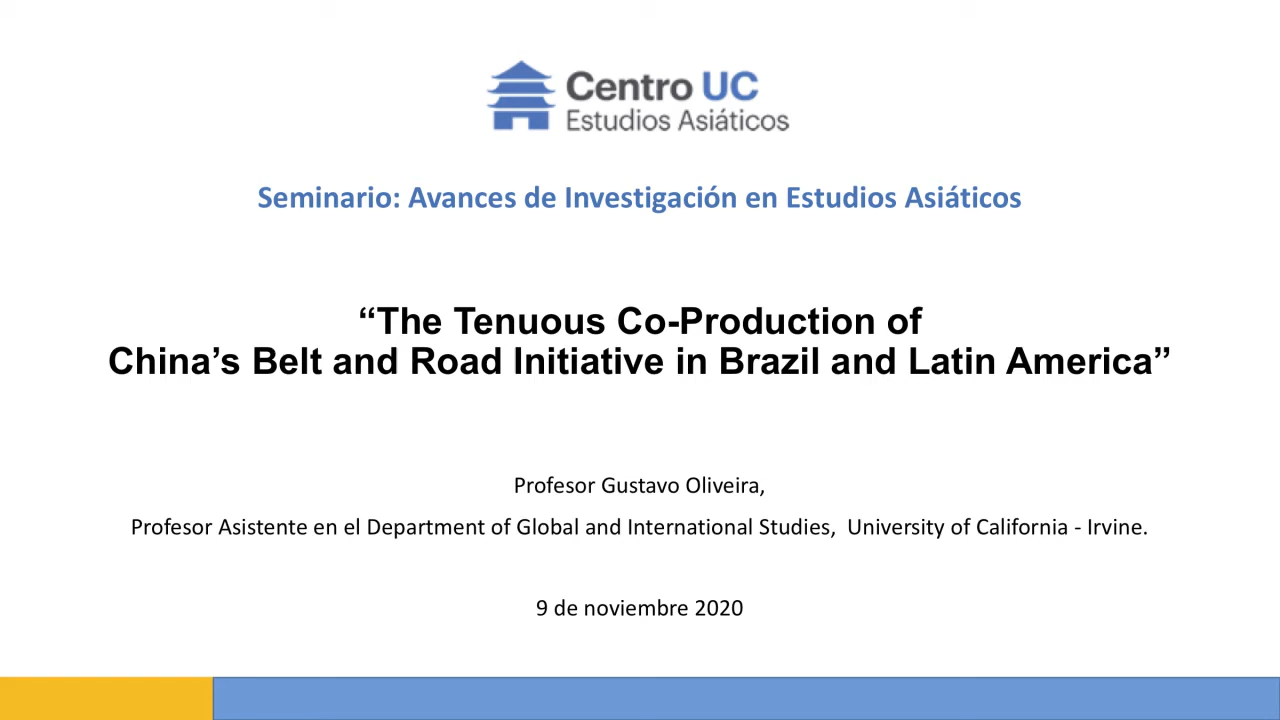 Centro UC
Estudios Asiáticos
Seminario: Avances de Investigación en Estudios Asiáticos
“The Tenuous Co-Production of
China’s Belt and Road Initiative in Brazil and Latin America”
Profesor Gustavo Oliveira,
Profesor Asistente en el Department of Global and International Studies,  University of California - Irvine.
9 de noviembre 2020